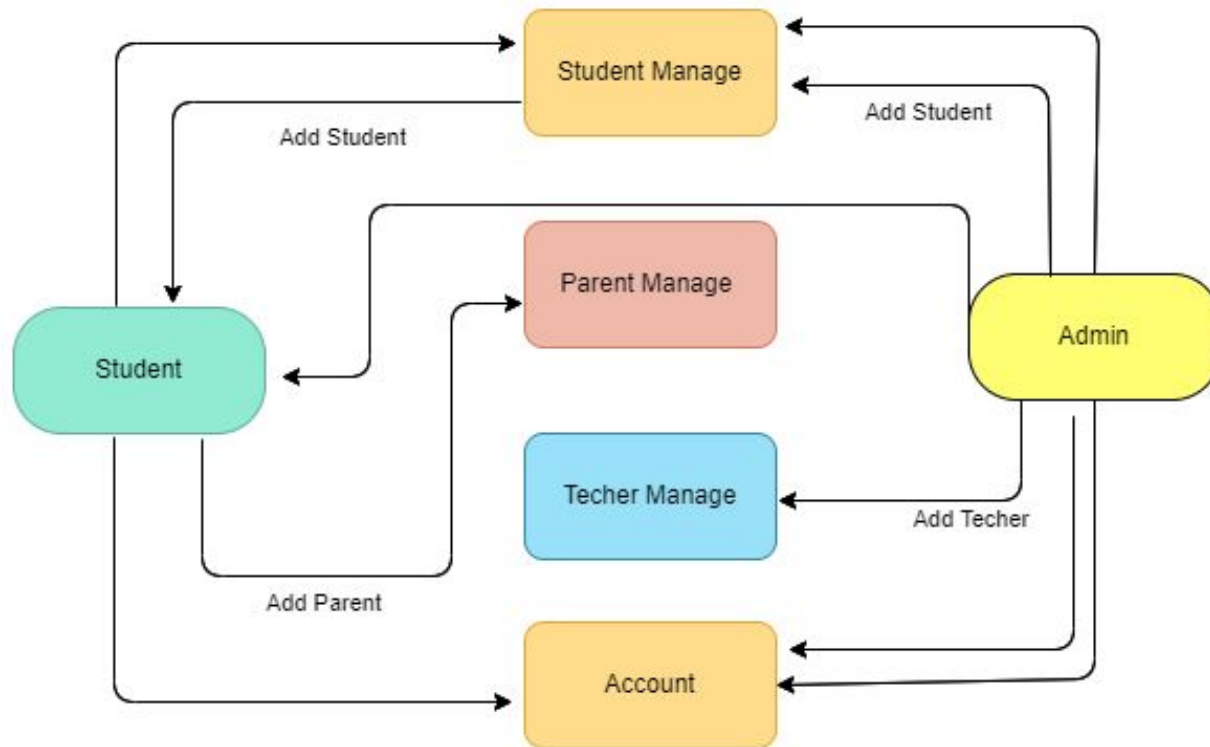 Student Manage
Add Student
Add Student
Parent Manage
Student
Admin
Techer Manage
Add Techer
Add Parent
Account